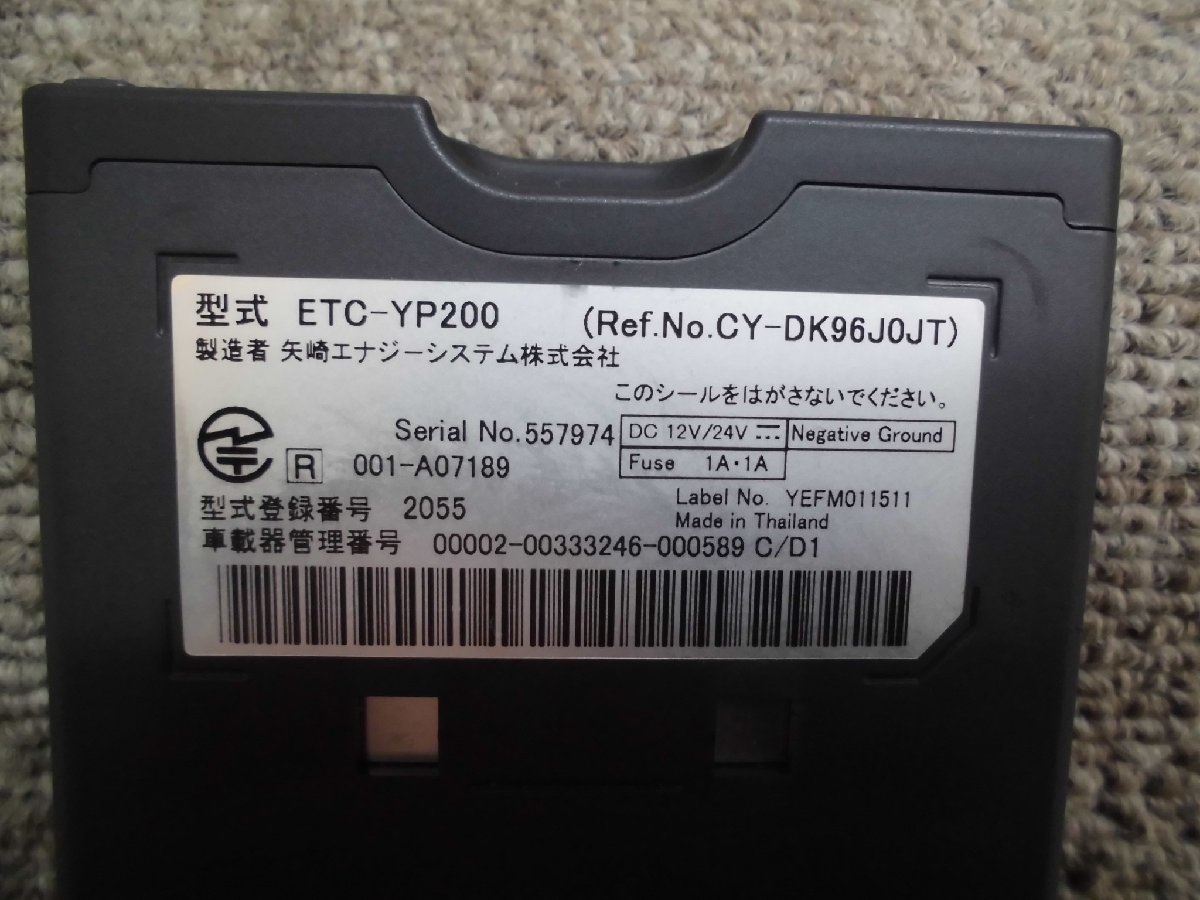 型式 ETC-YP200 (Ref.No.CY-DK96J0JT)
製造者 矢崎エナジーシステム株式会社
このシールをはがさないでください。
Serial No.557974
DC 12V/24V Negative Ground
R 001-A07189
Fuse 1A・1A
型式登録番号 2055
Label No. YEFM011511
Made in Thailand
車載器管理番号 00002-00333246-000589 C/D1